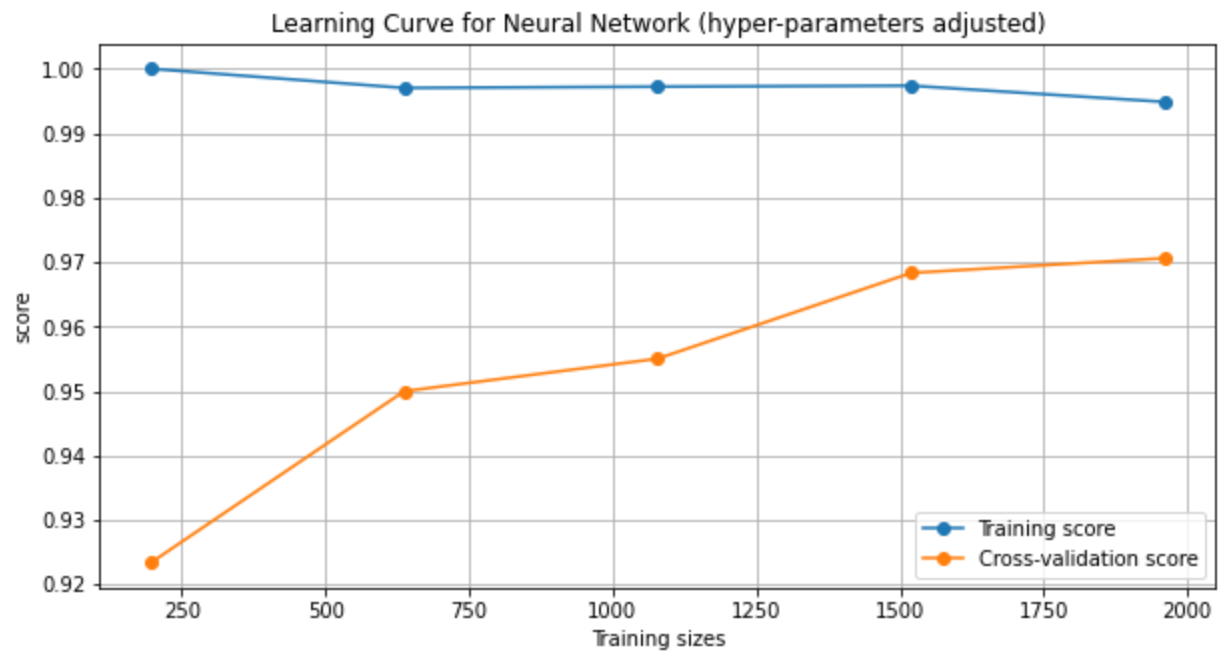 Learning Curve for Neural Network (hyper-parameters adjusted)
1.00
0.99
0.98
0.97
0.96
0.95
0.94
0.93
0.92
score
250 500 750 1000 1250 1500 1750 2000
Training sizes
Training score
Cross-validation score